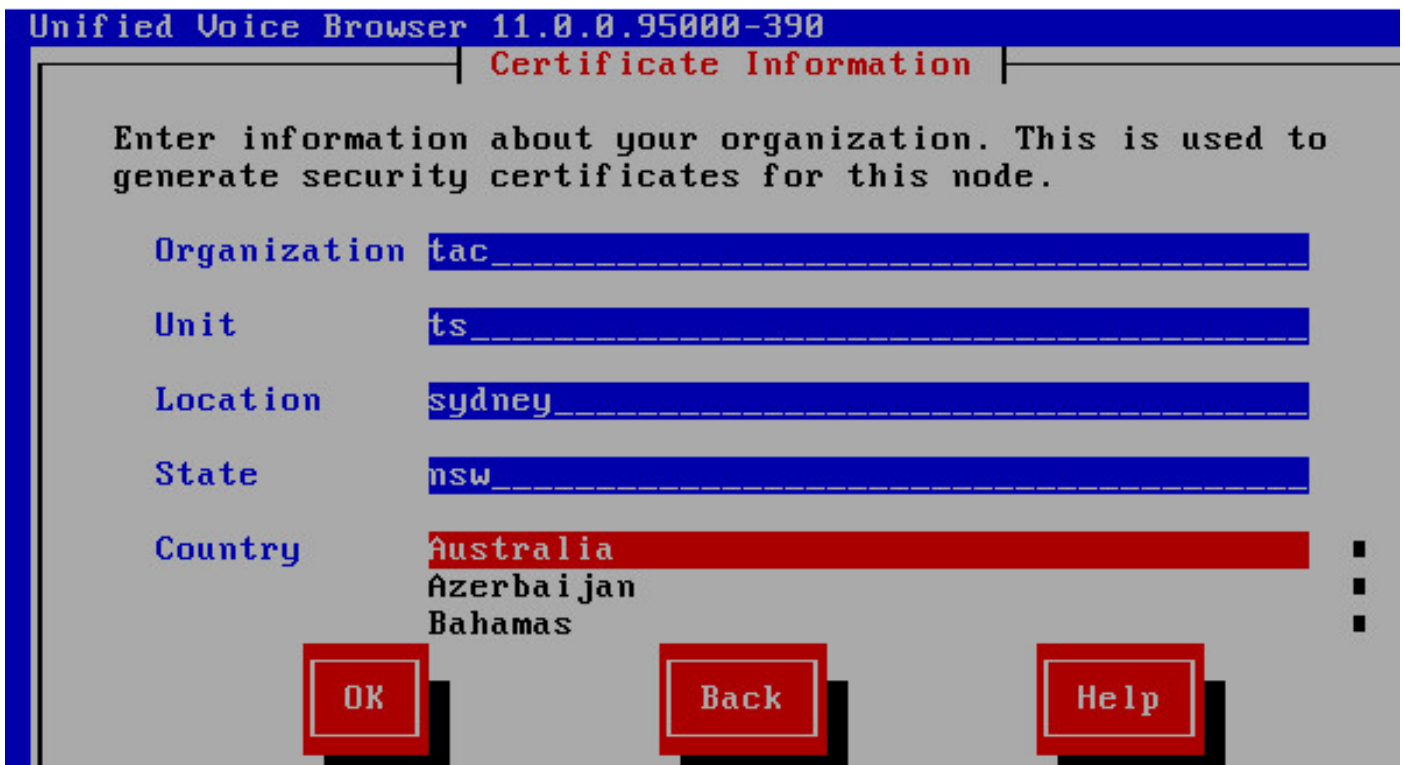 Unified Voice Browser 11.0.0.95000-390
Certificate Information
Enter information about your organization. This is used to
generate security certificates for this node.
Organization tac
Unit ts
Location sydney
State nsw
Country Australia
Azerbaijan
Bahamas
OK Back Help